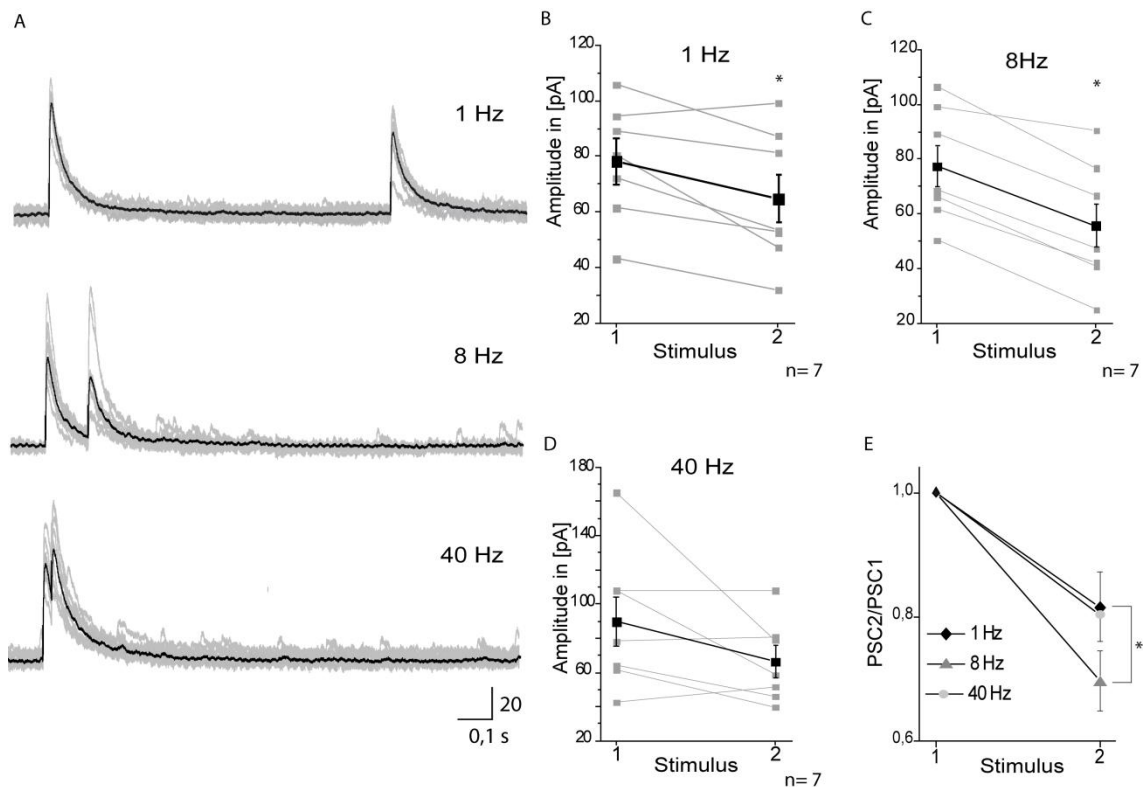 A
1 Hz
8 Hz
40 Hz
20
0,1 s
B
1 Hz
*
Amplitude in [pA]
120
100
80
60
40
20
1 2
Stimulus
n= 7
C
8Hz
*
Amplitude in [pA]
120
100
80
60
40
20
1 2
Stimulus
n= 7
D
40 Hz
Amplitude in [pA]
180
140
100
60
20
1 2
Stimulus
n= 7
E
PSC2/PSC1
1,0
0,8
0,6
1 Hz
8 Hz
40 Hz
*
1 2
Stimulus